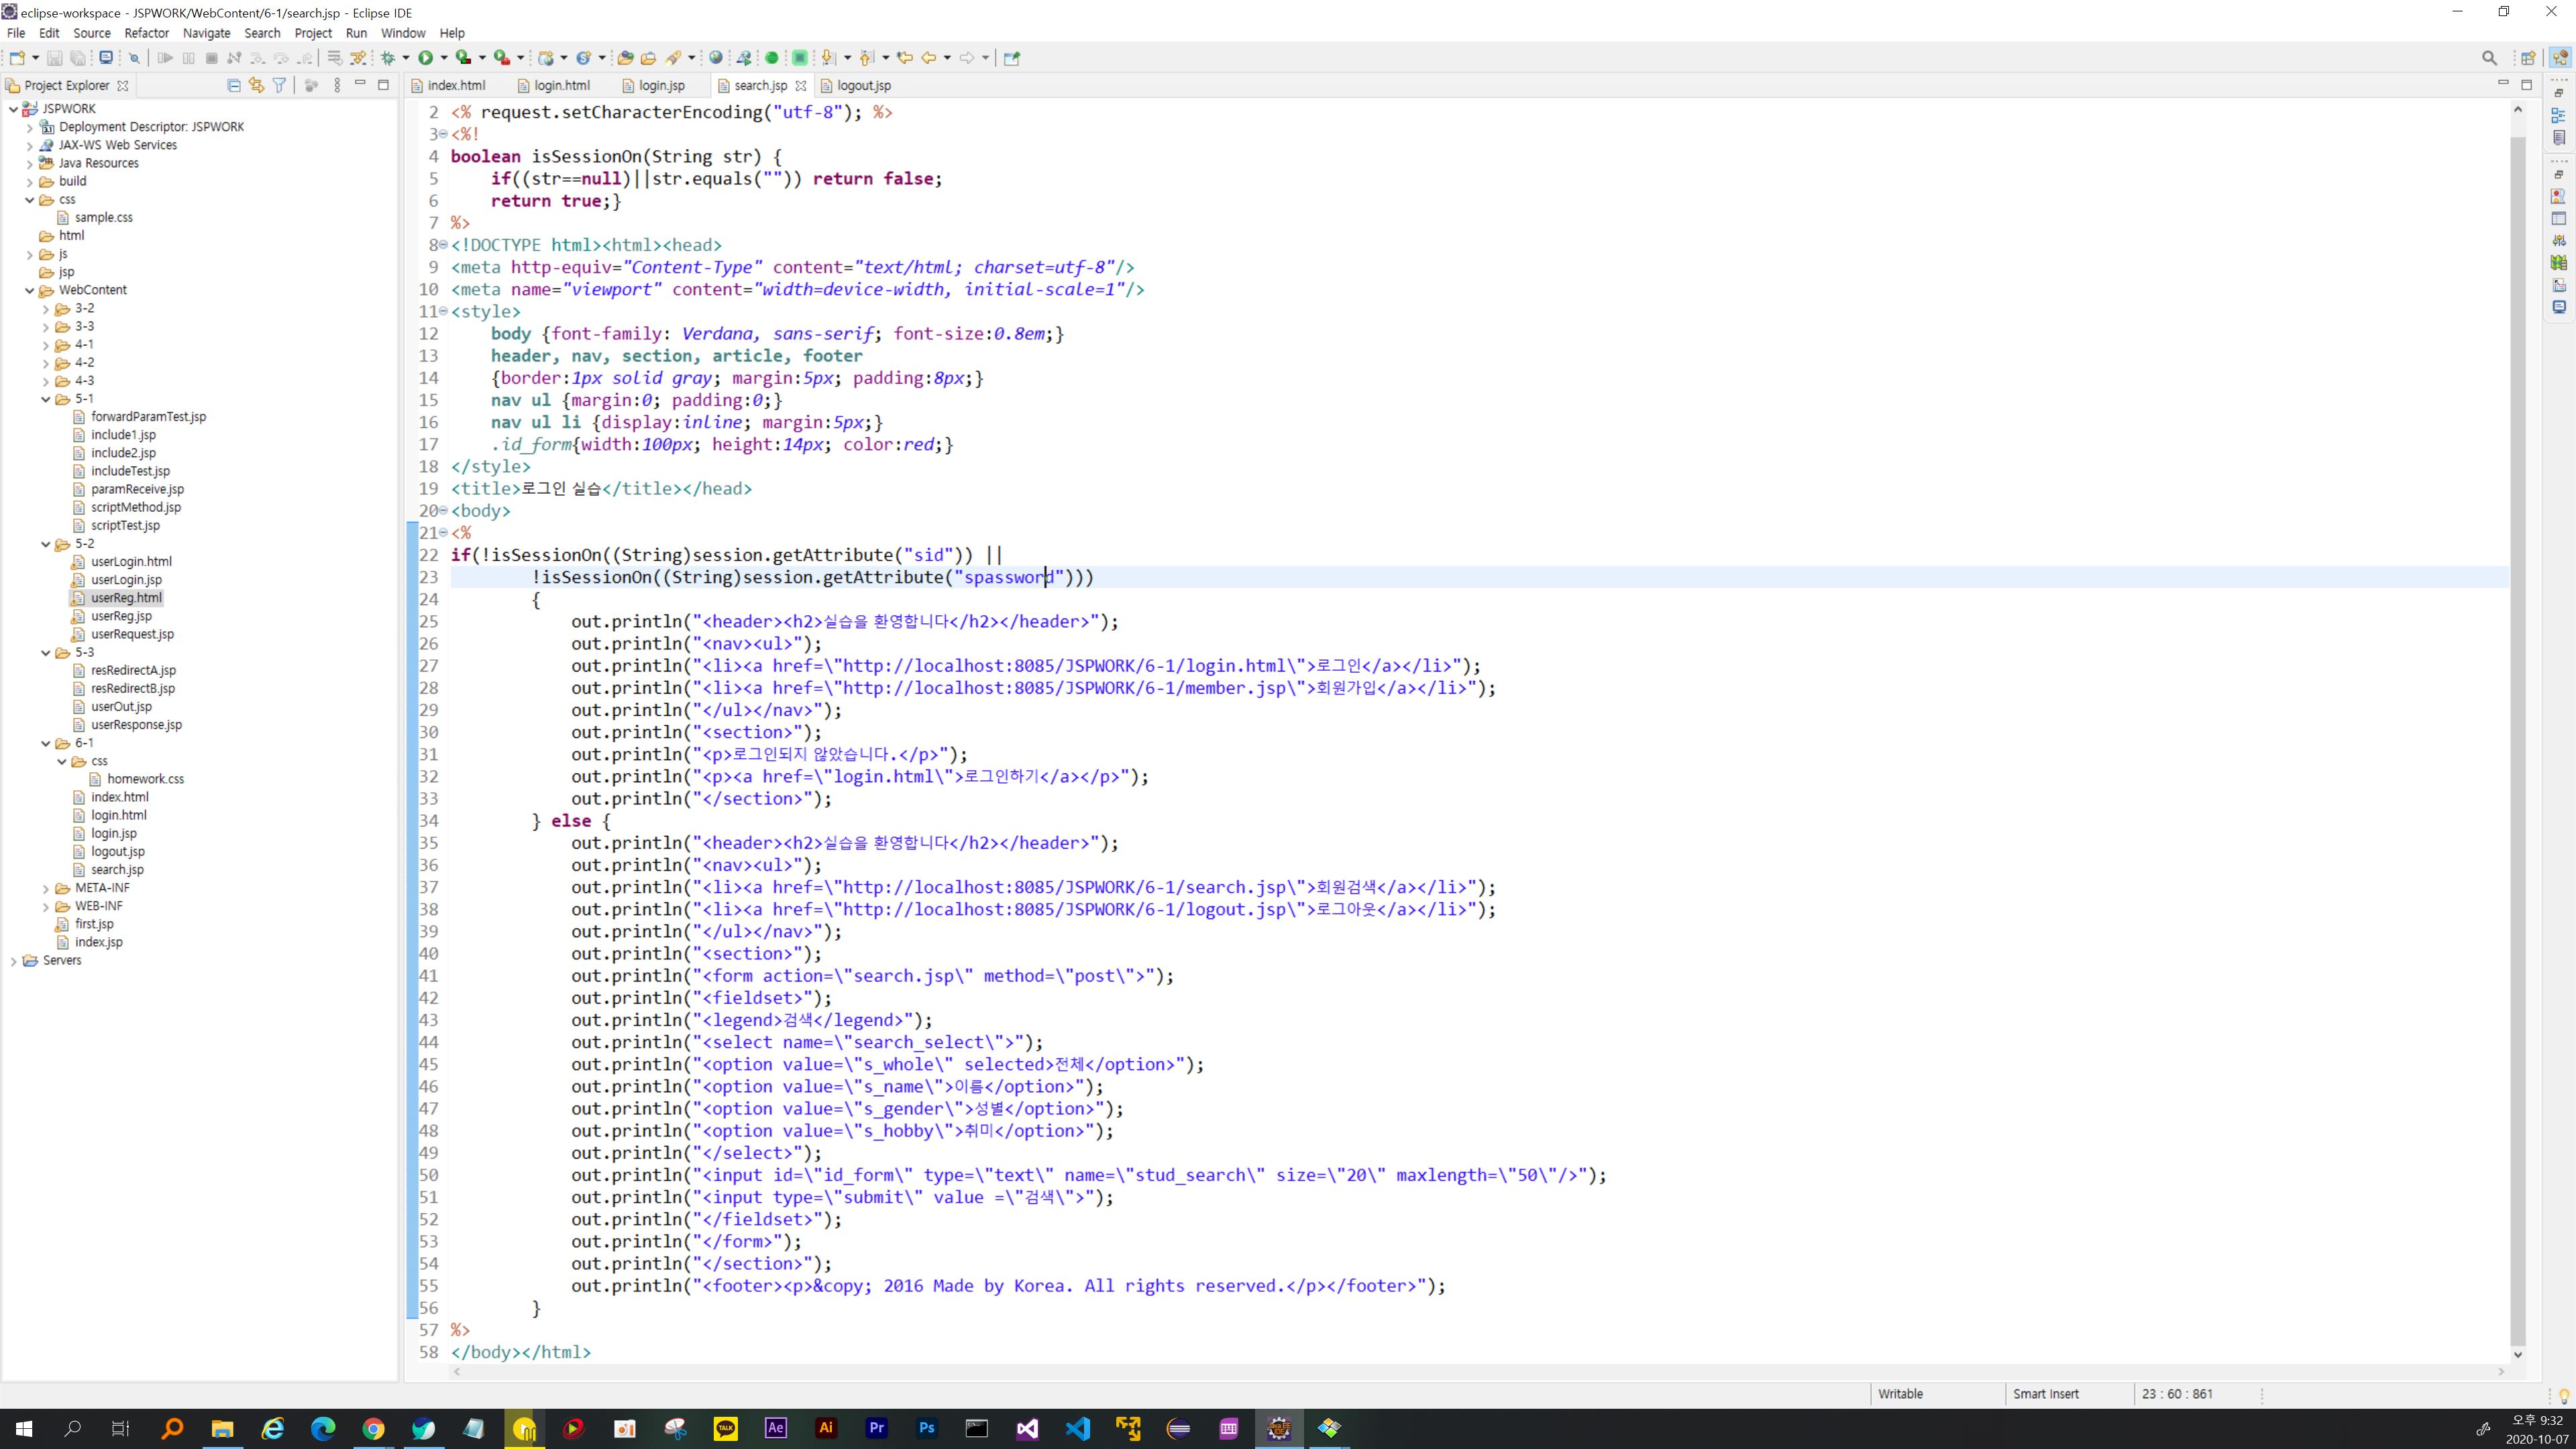 eclipse-workspace - JSPWORK/WebContent/6-1/search.jsp - Eclipse IDE
File Edit Source Refactor Navigate Search Project Run Window Help
Project Explorer
index.html login.html login.jsp search.jsp logout.jsp
JSPWORK
Deployment Descriptor: JSPWORK
JAX-WS Web Services
Java Resources
build
css
sample.css
html
js
jsp
WebContent
3-2
3-3
4-1
4-2
4-3
5-1
forwardParamTest.jsp
include1.jsp
include2.jsp
includeTest.jsp
paramReceive.jsp
scriptMethod.jsp
scriptTest.jsp
5-2
userLogin.html
userLogin.jsp
userReg.html
userReg.jsp
userRequest.jsp
5-3
resRedirectA.jsp
resRedirectB.jsp
userOut.jsp
userResponse.jsp
6-1
css
homework.css
index.html
login.html
login.jsp
logout.jsp
search.jsp
META-INF
WEB-INF
first.jsp
index.jsp
Servers
2 <% request.setCharacterEncoding("utf-8"); %>
3 <%!
4 boolean isSessionOn(String str) {
5 if((str==null)||str.equals("")) return false;
6 return true;}
7 %>
8 <!DOCTYPE html><html><head>
9 <meta http-equiv="Content-Type" content="text/html; charset=utf-8"/>
10 <meta name="viewport" content="width=device-width, initial-scale=1"/>
11 <style>
12 body {font-family: Verdana, sans-serif; font-size:0.8em;}
13 header, nav, section, article, footer
14 {border:1px solid gray; margin:5px; padding:8px;}
15 nav ul {margin:0; padding:0;}
16 nav ul li {display:inline; margin:5px;}
17 .id_form{width:100px; height:14px; color:red;}
18 </style>
19 <title>로그인 실습</title></head>
20 <body>
21 <%
22 if(!isSessionOn((String)session.getAttribute("sid")) ||
23 !isSessionOn((String)session.getAttribute("spassword")))
24 {
25 out.println("<header><h2>실습을 환영합니다</h2></header>");
26 out.println("<nav><ul>");
27 out.println("<li><a href=\"http://localhost:8085/JSPWORK/6-1/login.html\">로그인</a></li>");
28 out.println("<li><a href=\"http://localhost:8085/JSPWORK/6-1/member.jsp\">회원가입</a></li>");
29 out.println("</ul></nav>");
30 out.println("<section>");
31 out.println("<p>로그인되지 않았습니다.</p>");
32 out.println("<p><a href=\"login.html\">로그인하기</a></p>");
33 out.println("</section>");
34 } else {
35 out.println("<header><h2>실습을 환영합니다</h2></header>");
36 out.println("<nav><ul>");
37 out.println("<li><a href=\"http://localhost:8085/JSPWORK/6-1/search.jsp\">회원검색</a></li>");
38 out.println("<li><a href=\"http://localhost:8085/JSPWORK/6-1/logout.jsp\">로그아웃</a></li>");
39 out.println("</ul></nav>");
40 out.println("<section>");
41 out.println("<form action=\"search.jsp\" method=\"post\">");
42 out.println("<fieldset>");
43 out.println("<legend>검색</legend>");
44 out.println("<select name=\"search_select\">");
45 out.println("<option value=\"s_whole\" selected>전체</option>");
46 out.println("<option value=\"s_name\">이름</option>");
47 out.println("<option value=\"s_gender\">성별</option>");
48 out.println("<option value=\"s_hobby\">취미</option>");
49 out.println("</select>");
50 out.println("<input id=\"id_form\" type=\"text\" name=\"stud_search\" size=\"20\" maxlength=\"50\"/>");
51 out.println("<input type=\"submit\" value =\"검색\">");
52 out.println("</fieldset>");
53 out.println("</form>");
54 out.println("</section>");
55 out.println("<footer><p>&copy; 2016 Made by Korea. All rights reserved.</p></footer>");
56 }
57 %>
58 </body></html>
Writable Smart Insert 23 : 60 : 861
TALK Ae Ai Pr Ps
오후 9:32
2020-10-07